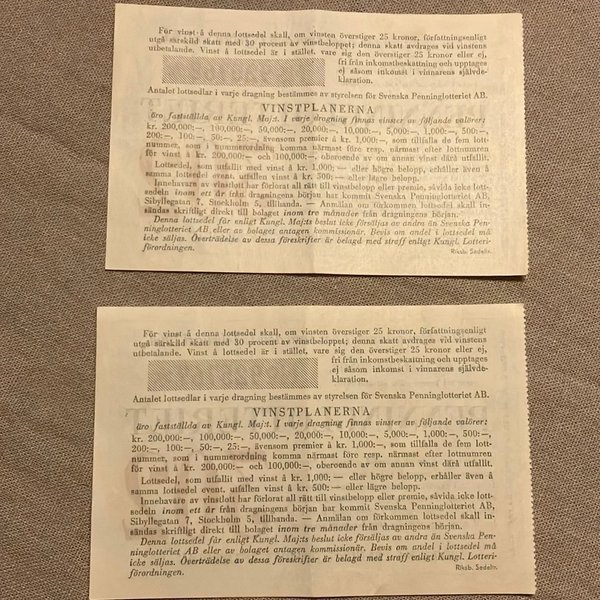 För vinst å denna lottsedel skall, om vinsten överstiger 25 kronor, författningsenligt
utgå särskild skatt med 30 procent av vinstbeloppet; denna skatt avdrages vid vinstens
utbetalande. Vinst å lottsedel är i stället, vare sig den överstiger 25 kronor eller ej,
fri från inkomstbeskattning och upptages
ej såsom inkomst i vinnarens självde-
klaration.
Antalet lottsedlar i varje dragning bestämmes av styrelsen för Svenska Penninglotteriet AB.
VINSTPLANERNA
äro fastställda av Kungl. Maj:t. I varje dragning finnas vinster av följande valörer:
kr. 200,000:—, 100,000:—, 50,000:—, 20,000:—, 10,000:—, 5,000:—, 1,000:—, 500:—,
200:—, 100:—, 50:—, 25:—, ävensom premier å kr. 1,000:—, som tillfalla de fem lott-
nummer, som i nummerordning komma närmast före resp. närmast efter lottnumren
för vinst å kr. 200,000:— och 100,000:—, oberoende av om annan vinst därå utfallit.
Lottsedel, som utfallit med vinst å kr. 1,000:— eller högre belopp, erhåller även å
samma lottsedel event. utfallen vinst å kr. 500:— eller lägre belopp.
Innehavare av vinstlott har förlorat all rätt till vinstbelopp eller premie, såvida icke lott-
sedeln inom ett år från dragningens början har kommit Svenska Penninglotteriet AB,
Sibyllegatan 7, Stockholm 5, tillhanda. — Anmälan om förkommen lottsedel skall in-
sändas skriftligt direkt till bolaget inom tre månader från dragningens början.
Denna lottsedel får enligt Kungl. Maj:ts beslut icke försäljas av andra än Svenska Pen-
ninglotteriet AB eller av bolaget antagen kommissionär. Bevis om andel i lottsedel må
icke säljas. Överträdelse av dessa föreskrifter är belagd med straff enligt Kungl. Lotteri-
förordningen.
Riksb. Sedeltr.
För vinst å denna lottsedel skall, om vinsten överstiger 25 kronor, författningsenligt
utgå särskild skatt med 30 procent av vinstbeloppet; denna skatt avdrages vid vinstens
utbetalande. Vinst å lottsedel är i stället, vare sig den överstiger 25 kronor eller ej,
fri från inkomstbeskattning och upptages
ej såsom inkomst i vinnarens självde-
klaration.
Antalet lottsedlar i varje dragning bestämmes av styrelsen för Svenska Penninglotteriet AB.
VINSTPLANERNA
äro fastställda av Kungl. Maj:t. I varje dragning finnas vinster av följande valörer:
kr. 200,000:—, 100,000:—, 50,000:—, 20,000:—, 10,000:—, 5,000:—, 1,000:—, 500:—,
200:—, 100:—, 50:—, 25:—, ävensom premier å kr. 1,000:—, som tillfalla de fem lott-
nummer, som i nummerordning komma närmast före resp. närmast efter lottnumren
för vinst å kr. 200,000:— och 100,000:—, oberoende av om annan vinst därå utfallit.
Lottsedel, som utfallit med vinst å kr. 1,000:— eller högre belopp, erhåller även å
samma lottsedel event. utfallen vinst å kr. 500:— eller lägre belopp.
Innehavare av vinstlott har förlorat all rätt till vinstbelopp eller premie, såvida icke lott-
sedeln inom ett år från dragningens början har kommit Svenska Penninglotteriet AB,
Sibyllegatan 7, Stockholm 5, tillhanda. — Anmälan om förkommen lottsedel skall in-
sändas skriftligt direkt till bolaget inom tre månader från dragningens början.
Denna lottsedel får enligt Kungl. Maj:ts beslut icke försäljas av andra än Svenska Pen-
ninglotteriet AB eller av bolaget antagen kommissionär. Bevis om andel i lottsedel må
icke säljas. Överträdelse av dessa föreskrifter är belagd med straff enligt Kungl. Lotteri-
förordningen.
Riksb. Sedeltr.